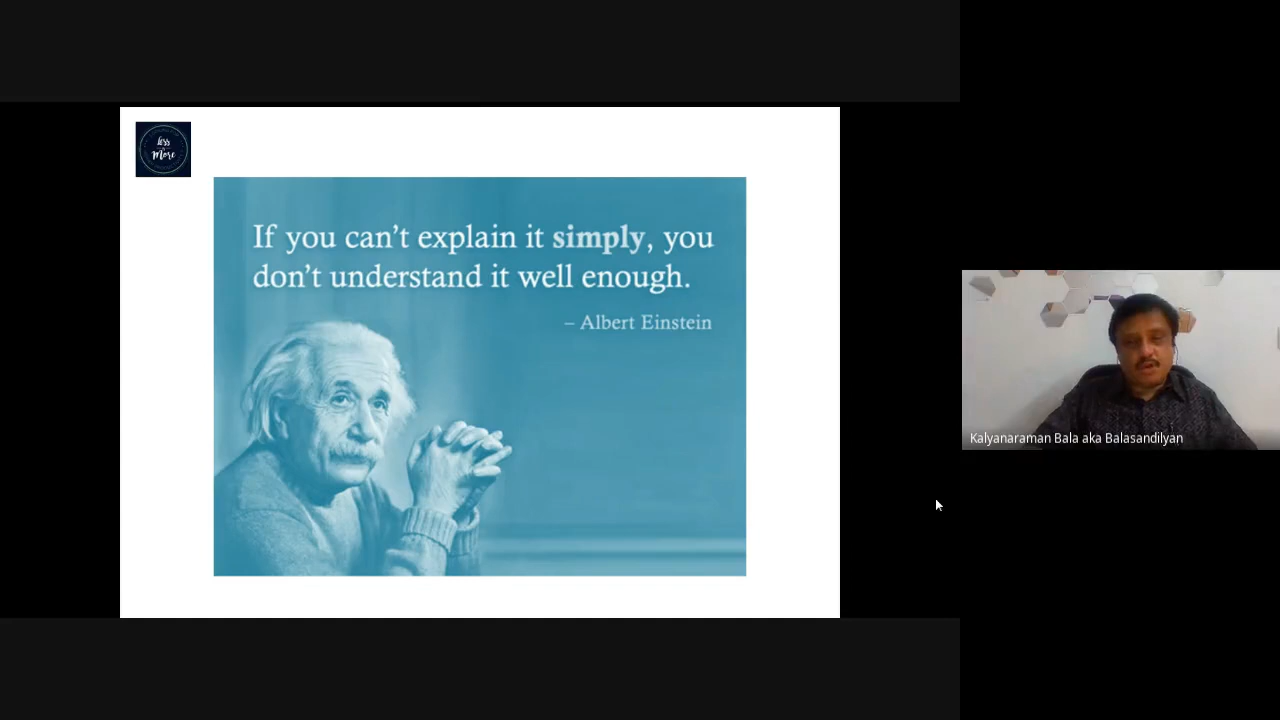 less
More
If you can't explain it simply, you
don't understand it well enough.
– Albert Einstein
Kalyanaraman Bala aka Balasandilyan